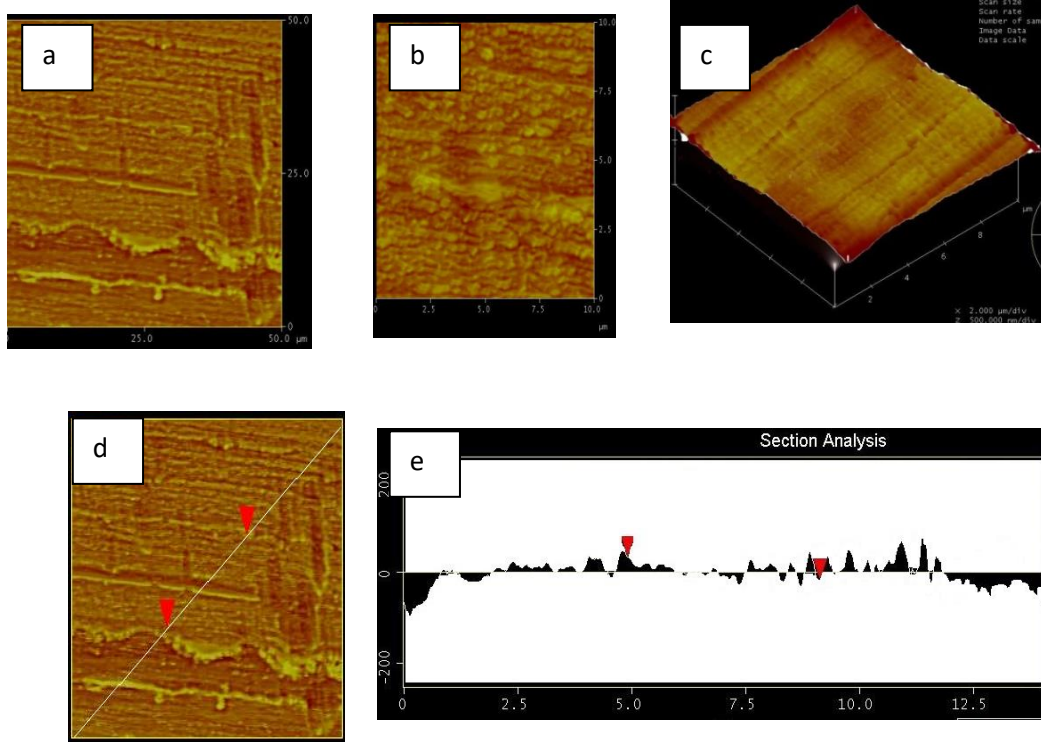 a
50.0
25.0
0
25.0
50.0 µm
b
10.0
7.5
5.0
2.5
0
2.5
5.0
7.5
10.0
µm
c
Scan size
Scan rate
Number of sam
Image Data
Data scale
µm
8
6
4
2
X 2.000 µm/div
Z 500.000 nm/div
d
e
Section Analysis
200
0
-200
0
2.5
5.0
7.5
10.0
12.5